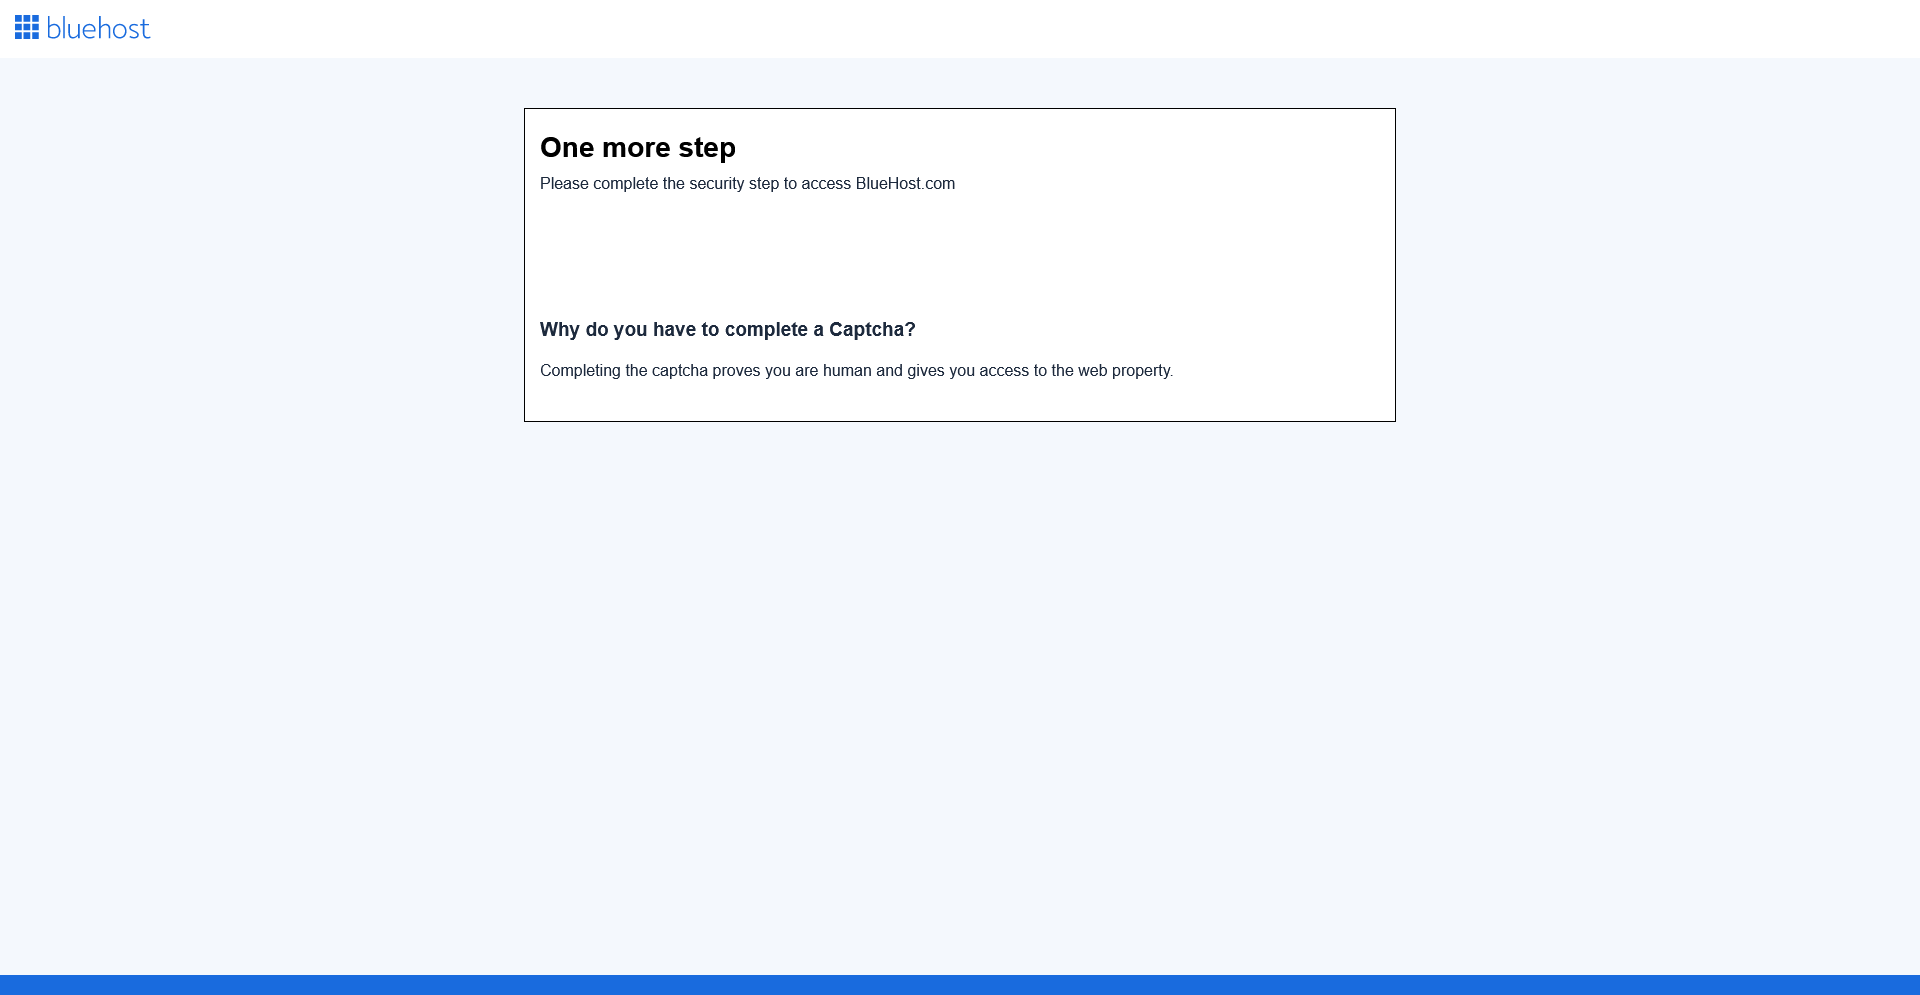 bluehost
One more step
Please complete the security step to access BlueHost.com
Why do you have to complete a Captcha?
Completing the captcha proves you are human and gives you access to the web property.